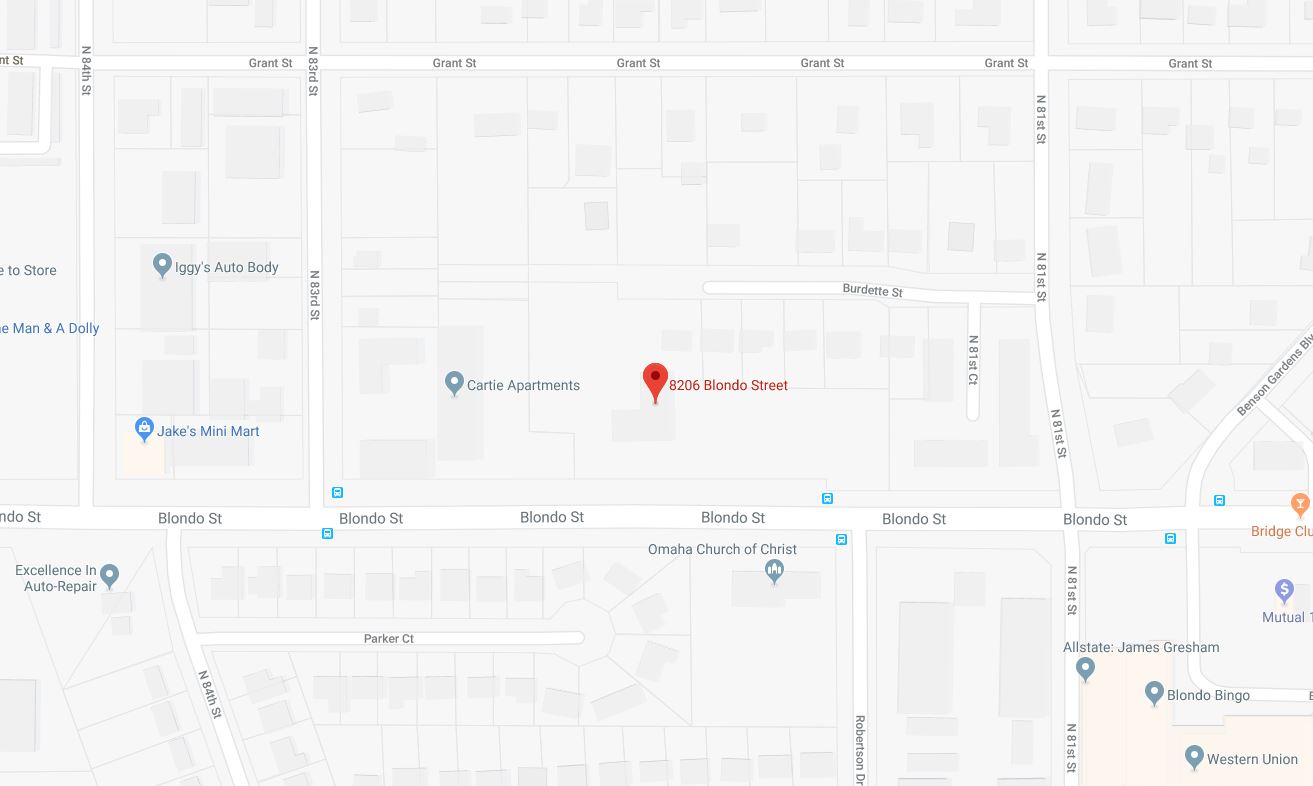 nt St
Grant St
Grant St
Grant St
Grant St
Grant St
Grant St
N 84th St
N 83rd St
N 81st St
e to Store
Iggy's Auto Body
N 83rd St
N 81st St
Burdette St
e Man & A Dolly
N 81st Ct
Benson Gardens Blv
Cartie Apartments
8206 Blondo Street
Jake's Mini Mart
N 81st St
ndo St
Blondo St
Blondo St
Blondo St
Blondo St
Blondo St
Blondo St
Bridge Clu
Omaha Church of Christ
Excellence In
Auto-Repair
N 81st St
Mutual 1
Parker Ct
Allstate: James Gresham
N 84th St
Blondo Bingo
Robertson Dr
N 81st St
Western Union